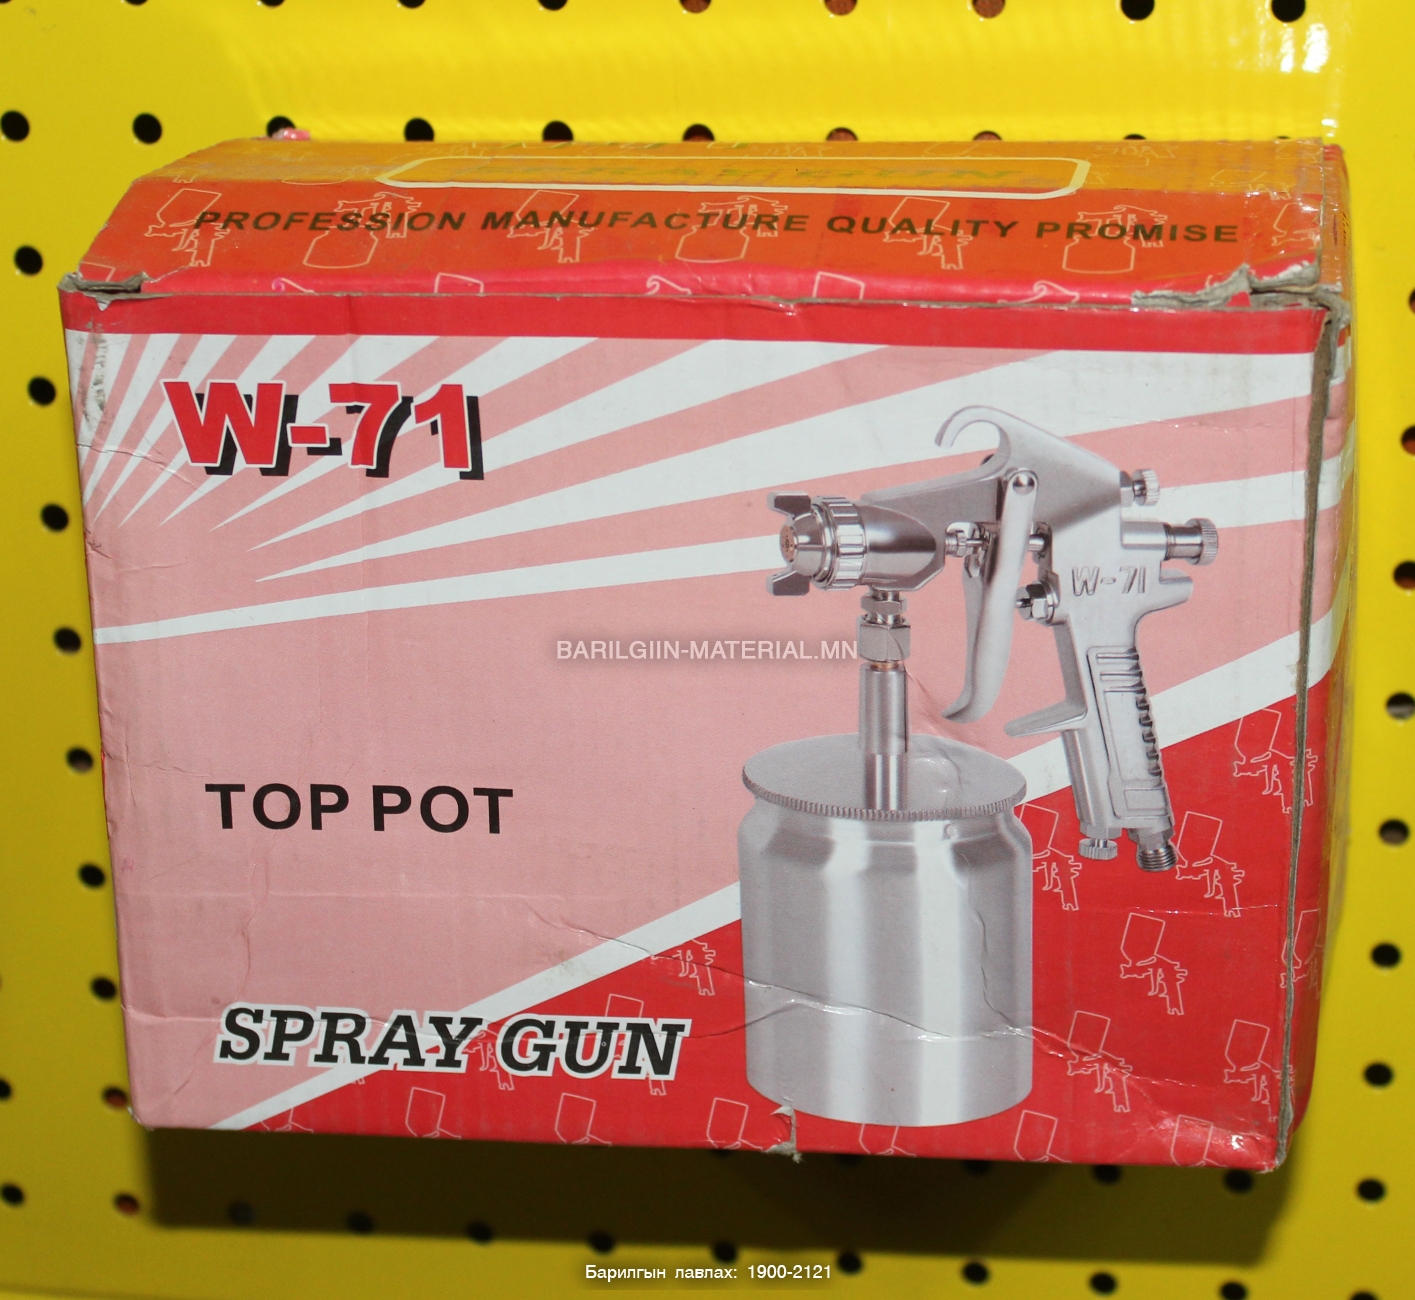 PROFESSION MANUFACTURE QUALITY PROMISE
W-71
W-71
BARILGIIN-MATERIAL.MN
TOP POT
SPRAY GUN
Барилгын лавлах: 1900-2121